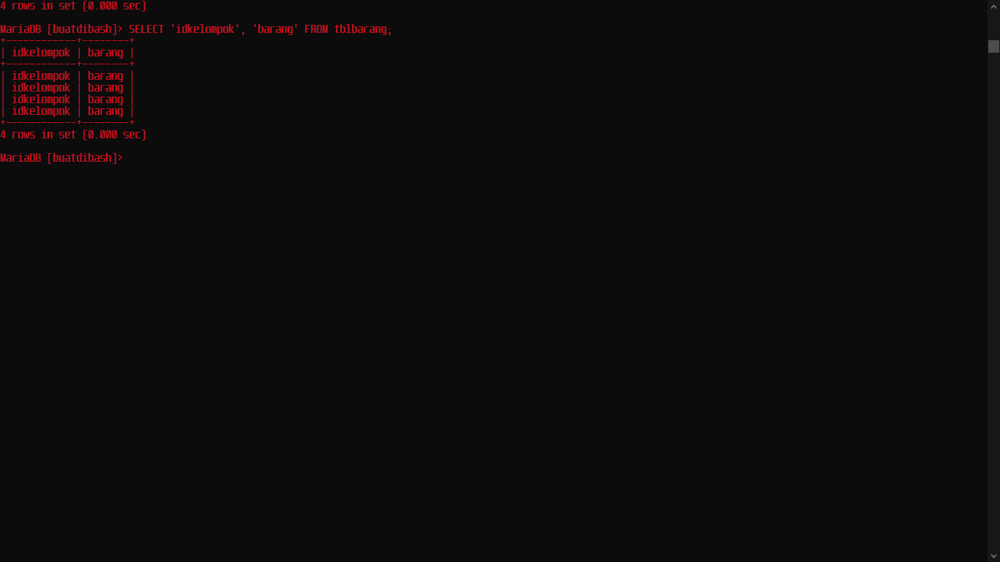 4 rows in set (0.000 sec)
MariaDB [buatdibash]> SELECT 'idkelompok', 'barang' FROM tblbarang;
+------------+--------+
| idkelompok | barang |
+------------+--------+
| idkelompok | barang |
| idkelompok | barang |
| idkelompok | barang |
| idkelompok | barang |
+------------+--------+
4 rows in set (0.000 sec)
MariaDB [buatdibash]>